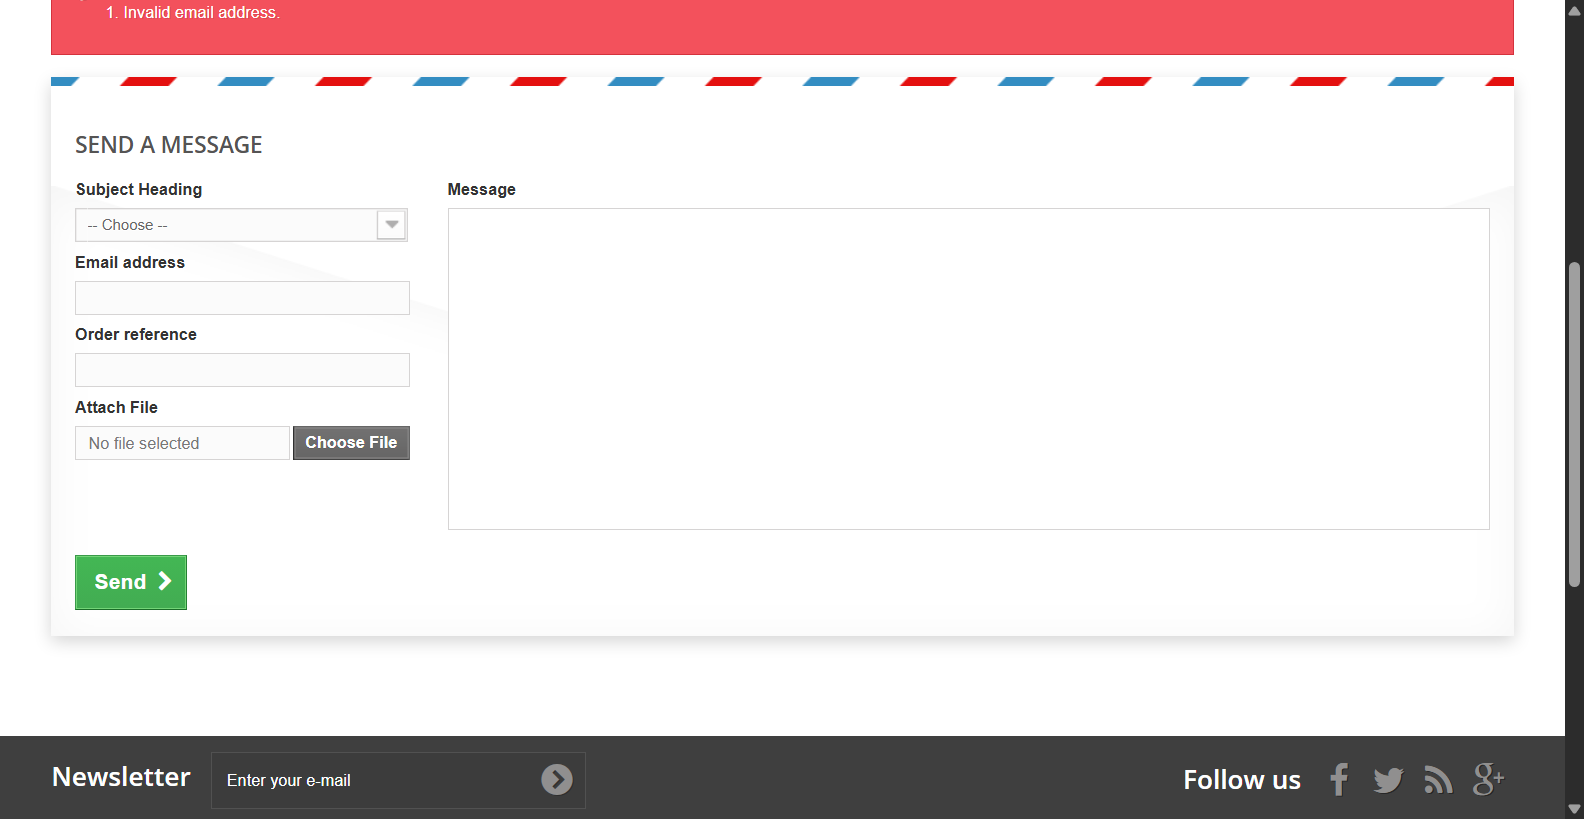 1. Invalid email address.
SEND A MESSAGE
Subject Heading
-- Choose --
Email address
Order reference
Attach File
No file selected
Choose File
Message
Send
Newsletter
Enter your e-mail
Follow us
g+